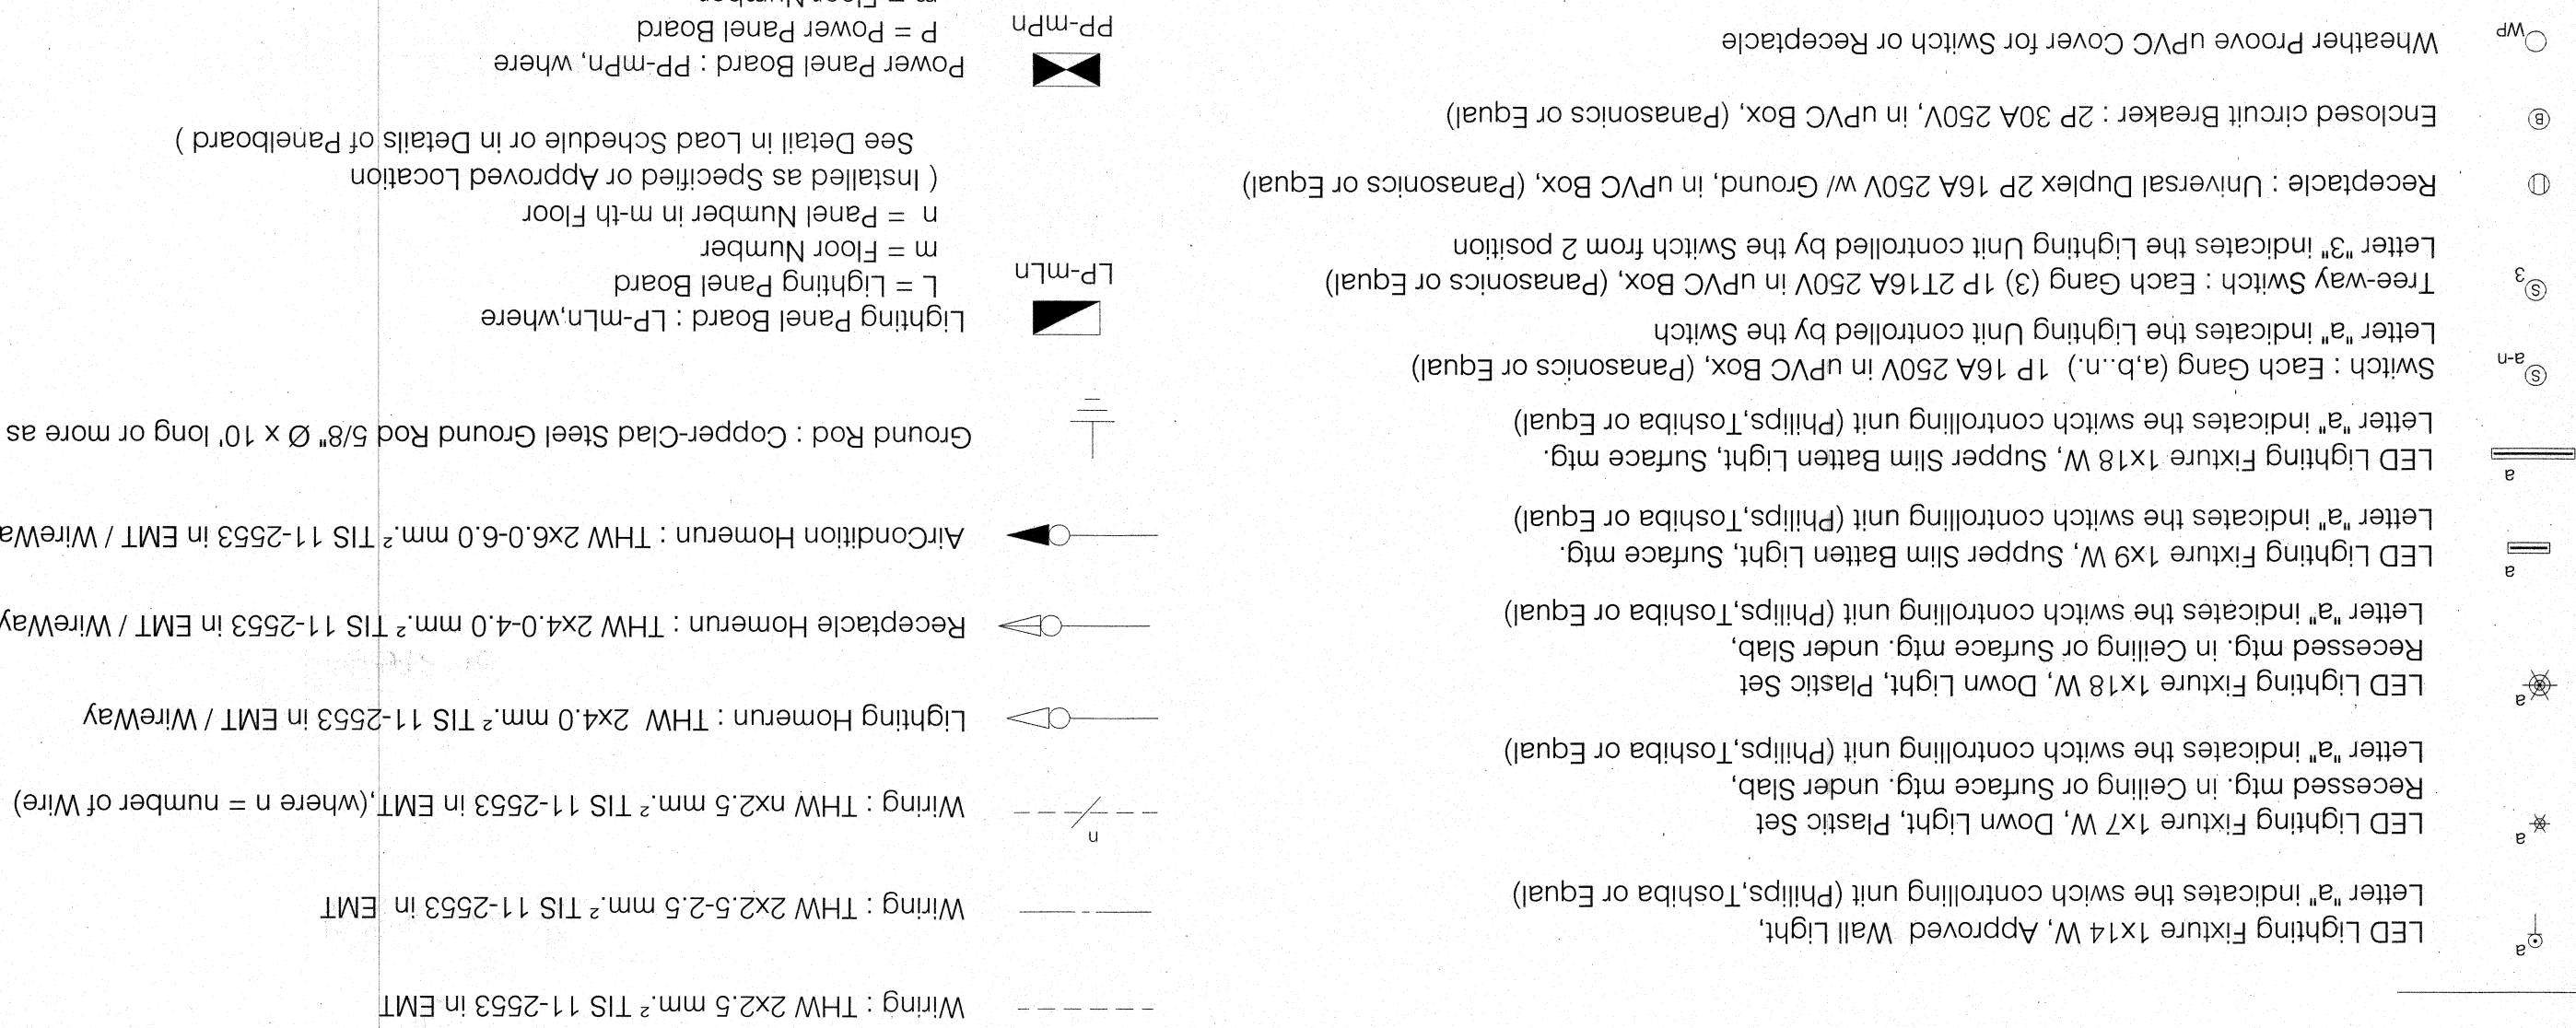 a
LED Lighting Fixture 1x14 W, Approved Wall Light,
Letter "a" indicates the swich controlling unit (Philips,Toshiba or Equal)
a
LED Lighting Fixture 1x7 W, Down Light, Plastic Set
Recessed mtg. in Ceiling or Surface mtg. under Slab,
Letter "a" indicates the switch controlling unit (Philips,Toshiba or Equal)
a
LED Lighting Fixture 1x18 W, Down Light, Plastic Set
Recessed mtg. in Ceiling or Surface mtg. under Slab,
Letter "a" indicates the switch controlling unit (Philips,Toshiba or Equal)
a
LED Lighting Fixture 1x9 W, Supper Slim Batten Light, Surface mtg.
Letter "a" indicates the switch controlling unit (Philips,Toshiba or Equal)
a
LED Lighting Fixture 1x18 W, Supper Slim Batten Light, Surface mtg.
Letter "a" indicates the switch controlling unit (Philips,Toshiba or Equal)
S a-n
Switch : Each Gang (a,b..n.) 1P 16A 250V in uPVC Box, (Panasonics or Equal)
Letter "a" indicates the Lighting Unit controlled by the Switch
S 3
Tree-way Switch : Each Gang (3) 1P 2T16A 250V in uPVC Box, (Panasonics or Equal)
Letter "3" indicates the Lighting Unit controlled by the Switch from 2 position
Receptacle : Universal Duplex 2P 16A 250V w/ Ground, in uPVC Box, (Panasonics or Equal)
B
Enclosed circuit Breaker : 2P 30A 250V, in uPVC Box, (Panasonics or Equal)
WP
Wheather Proove uPVC Cover for Switch or Receptacle
Wiring : THW 2x2.5 mm.² TIS 11-2553 in EMT
Wiring : THW 2x2.5-2.5 mm.² TIS 11-2553 in EMT
n
Wiring : THW nx2.5 mm.² TIS 11-2553 in EMT,(where n = number of Wire)
Lighting Homerun : THW 2x4.0 mm.² TIS 11-2553 in EMT / WireWay
Receptacle Homerun : THW 2x4.0-4.0 mm.² TIS 11-2553 in EMT / WireWay
AirCondition Homerun : THW 2x6.0-6.0 mm.² TIS 11-2553 in EMT / WireWa
Ground Rod : Copper-Clad Steel Ground Rod 5/8" Ø x 10' long or more as
Lighting Panel Board : LP-mLn,where
LP-mLn
L = Lighting Panel Board
m = Floor Number
n = Panel Number in m-th Floor
( Installed as Specified or Approved Location
See Detail in Load Schedule or in Details of Panelboard )
Power Panel Board : PP-mPn, where
PP-mPn
P = Power Panel Board
m = Floor Number